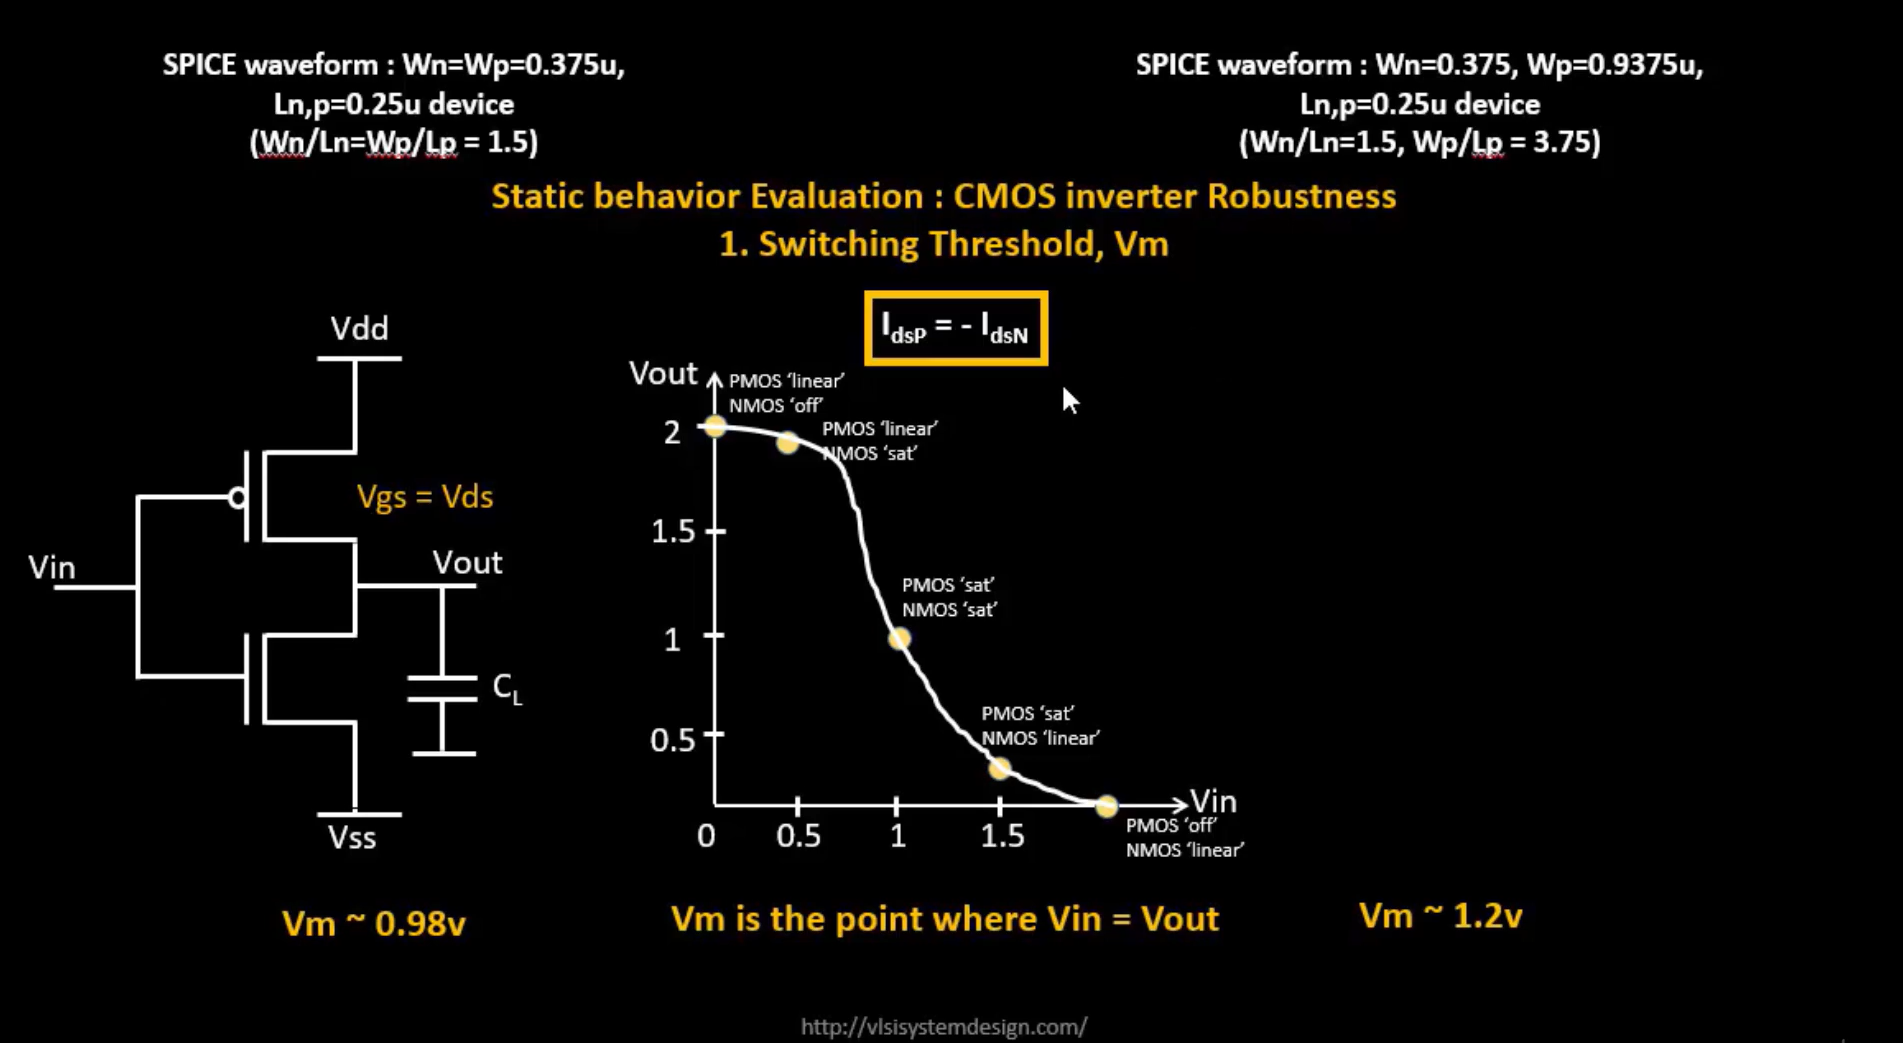 SPICE waveform : Wn=Wp=0.375u,
Ln,p=0.25u device
(Wn/Ln=Wp/Lp = 1.5)
SPICE waveform : Wn=0.375, Wp=0.9375u,
Ln,p=0.25u device
(Wn/Ln=1.5, Wp/Lp = 3.75)
Static behavior Evaluation : CMOS inverter Robustness
1. Switching Threshold, Vm
IdsP = - IdsN
Vdd
Vgs = Vds
Vin
Vout
CL
Vss
Vout
PMOS ‘linear’
NMOS ‘off’
2
PMOS ‘linear’
NMOS ‘sat’
1.5
PMOS ‘sat’
NMOS ‘sat’
1
PMOS ‘sat’
NMOS ‘linear’
0.5
Vin
0 0.5 1 1.5
PMOS ‘off’
NMOS ‘linear’
Vm ~ 0.98v
Vm is the point where Vin = Vout
Vm ~ 1.2v
http://vlsisystemdesign.com/